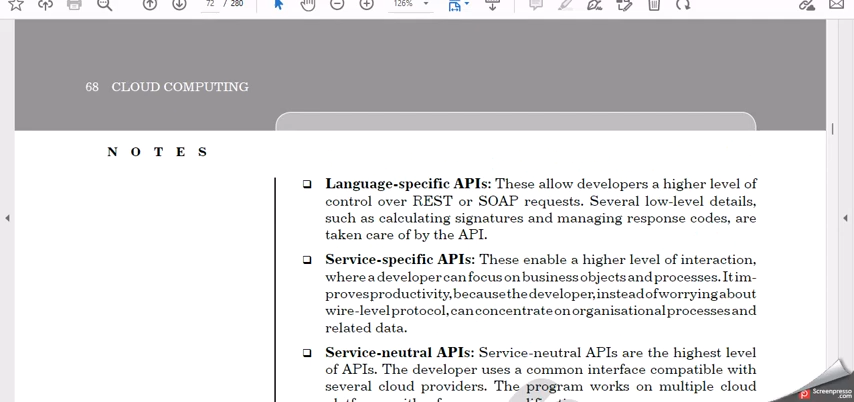 72 / 280
126%
68 CLOUD COMPUTING
N O T E S
Language-specific APIs: These allow developers a higher level of
control over REST or SOAP requests. Several low-level details,
such as calculating signatures and managing response codes, are
taken care of by the API.
Service-specific APIs: These enable a higher level of interaction,
where a developer can focus on business objects and processes. It im-
proves productivity, because the developer, instead of worrying about
wire-level protocol, can concentrate on organisational processes and
related data.
Service-neutral APIs: Service-neutral APIs are the highest level
of APIs. The developer uses a common interface compatible with
several cloud providers. The program works on multiple cloud
Screenpresso
.com